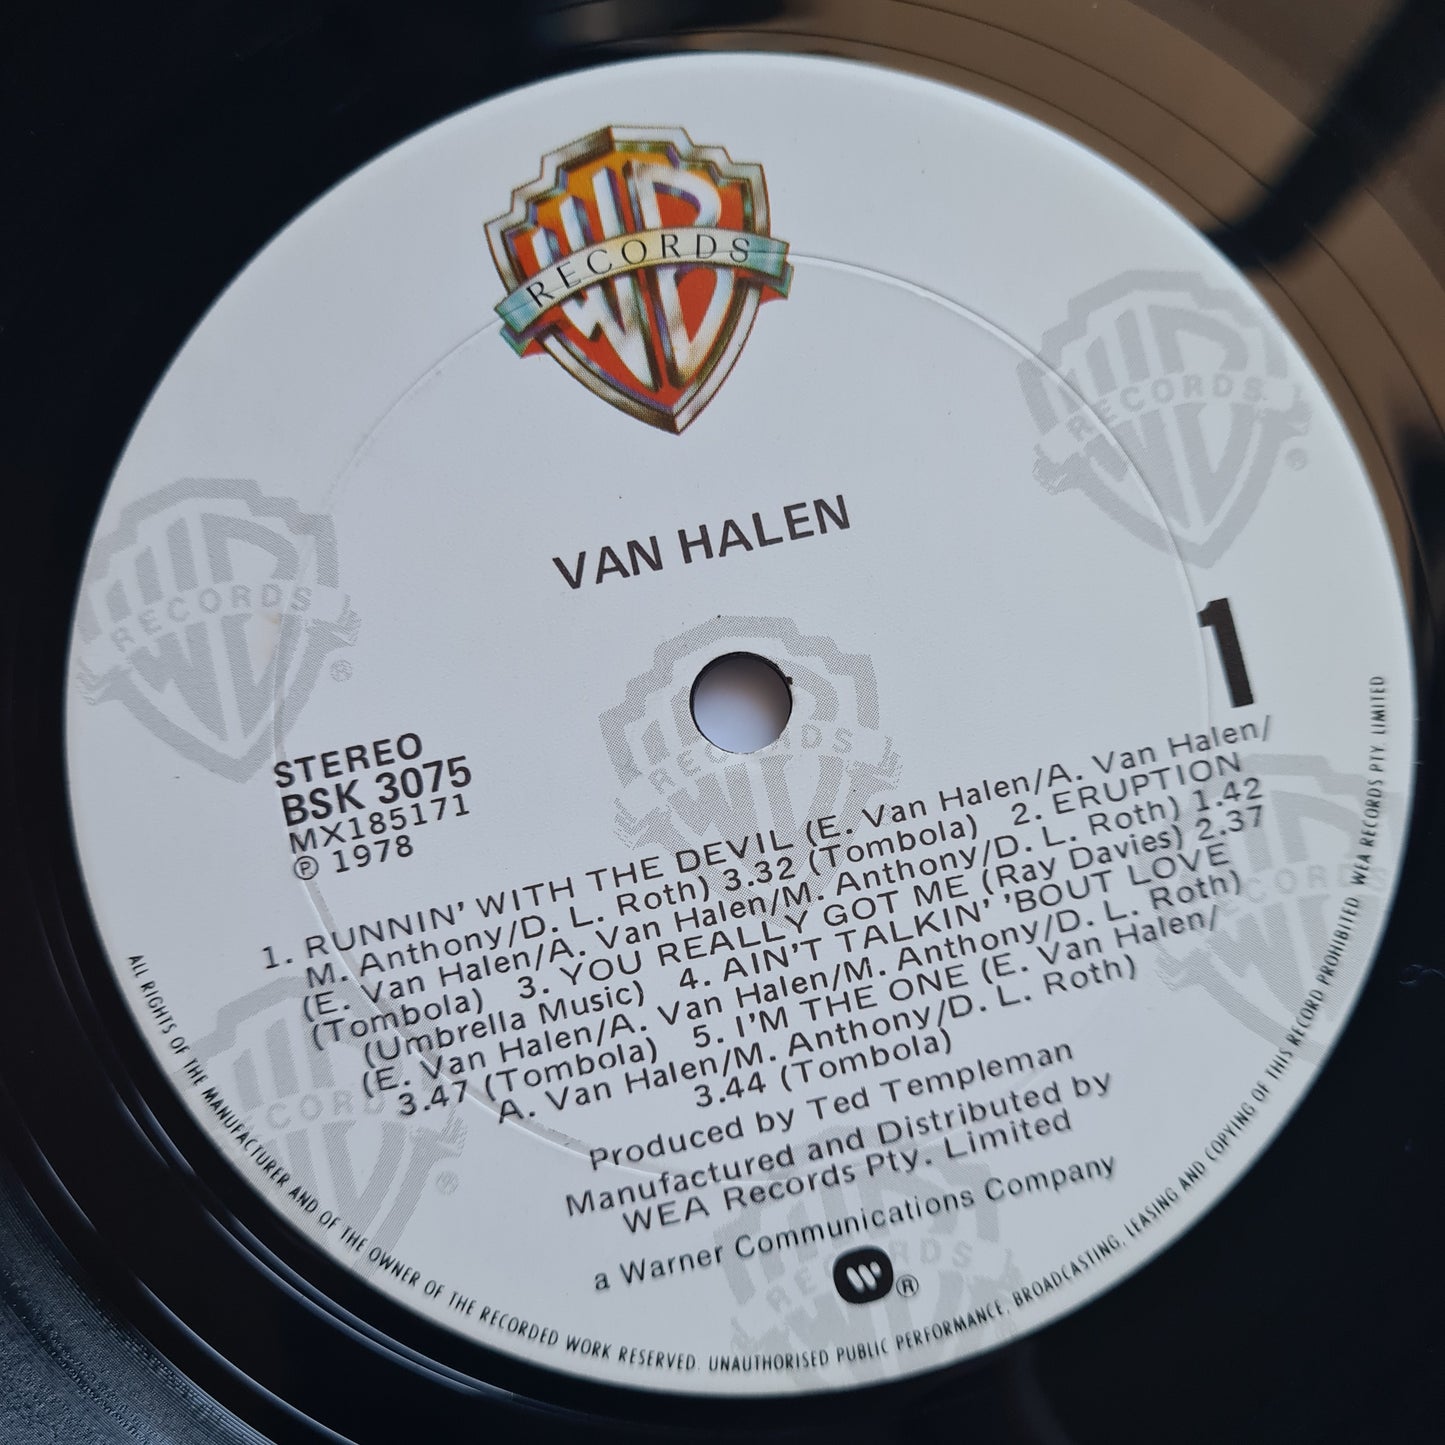 RECORDS
VAN HALEN
1
STEREO
BSK 3075
MX185171
℗ 1978
1. RUNNIN' WITH THE DEVIL (E. Van Halen/A. Van Halen/
M. Anthony/D. L. Roth) 3.32 (Tombola) 2. ERUPTION
(E. Van Halen/A. Van Halen/M. Anthony/D. L. Roth) 1.42
(Tombola) 3. YOU REALLY GOT ME (Ray Davies) 2.37
(Umbrella Music) 4. AIN'T TALKIN' 'BOUT LOVE
(E. Van Halen/A. Van Halen/M. Anthony/D. L. Roth)
3.47 (Tombola) 5. I'M THE ONE (E. Van Halen/
A. Van Halen/M. Anthony/D. L. Roth)
3.44 (Tombola)
Produced by Ted Templeman
Manufactured and Distributed by
WEA Records Pty. Limited
a Warner Communications Company
®
ALL RIGHTS OF THE MANUFACTURER AND OF THE OWNER OF THE RECORDED WORK RESERVED. UNAUTHORISED PUBLIC PERFORMANCE, BROADCASTING, LEASING AND COPYING OF THIS RECORD PROHIBITED. WEA RECORDS PTY. LIMITED
RECORDS
RECORDS